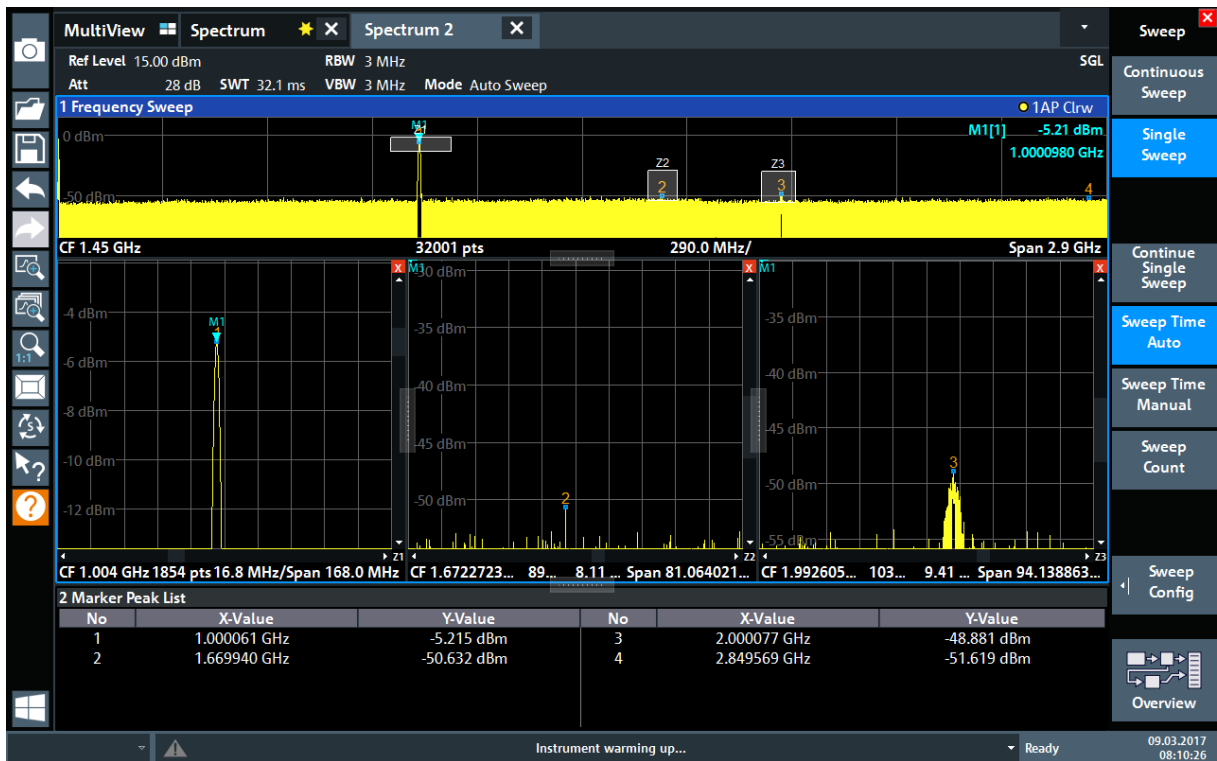 MultiView Spectrum Spectrum 2 Sweep
Ref Level 15.00 dBm RBW 3 MHz SGL
Att 28 dB SWT 32.1 ms VBW 3 MHz Mode Auto Sweep
Continuous
Sweep
1 Frequency Sweep 1AP Clrw
0 dBm M1 M1[1] -5.21 dBm
1.0000980 GHz
Single
Sweep
Z2 Z3
-50 dBm 2 3 4
CF 1.45 GHz 32001 pts 290.0 MHz/ Span 2.9 GHz
Continue
Single
Sweep
-4 dBm
-6 dBm
-8 dBm
-10 dBm
-12 dBm
M1
Z1
CF 1.004 GHz 1854 pts 16.8 MHz/ Span 168.0 MHz
-30 dBm
-35 dBm
-40 dBm
-45 dBm
-50 dBm
2
Z2
CF 1.6722723... 89... 8.11 ... Span 81.064021...
M1
-35 dBm
-40 dBm
-45 dBm
-50 dBm
-55 dBm
3
Z3
CF 1.992605... 103... 9.41 ... Span 94.138863...
Sweep Time
Auto
Sweep Time
Manual
Sweep
Count
Sweep
Config
2 Marker Peak List
No X-Value Y-Value No X-Value Y-Value
1 1.000061 GHz -5.215 dBm 3 2.000077 GHz -48.881 dBm
2 1.669940 GHz -50.632 dBm 4 2.849569 GHz -51.619 dBm
Overview
1:1
Instrument warming up... Ready
09.03.2017
08:10:26